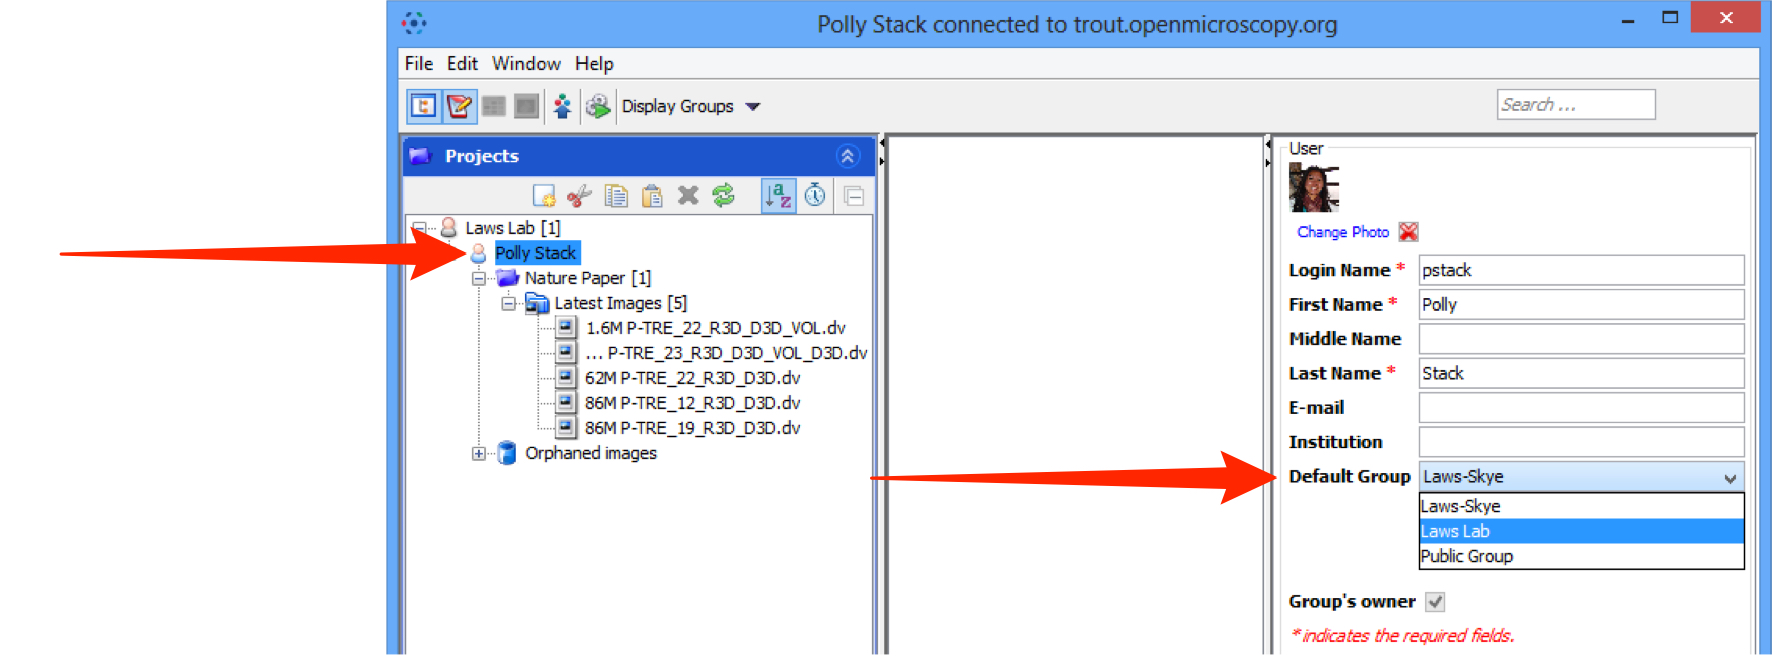 Polly Stack connected to trout.openmicroscopy.org
File Edit Window Help
Display Groups
Search ...
Projects
Laws Lab [1]
Polly Stack
Nature Paper [1]
Latest Images [5]
1.6M P-TRE_22_R3D_D3D_VOL.dv
... P-TRE_23_R3D_D3D_VOL_D3D.dv
62M P-TRE_22_R3D_D3D.dv
86M P-TRE_12_R3D_D3D.dv
86M P-TRE_19_R3D_D3D.dv
Orphaned images
User
Change Photo
Login Name * pstack
First Name * Polly
Middle Name
Last Name * Stack
E-mail
Institution
Default Group Laws-Skye
Laws-Skye
Laws Lab
Public Group
Group's owner
* indicates the required fields.